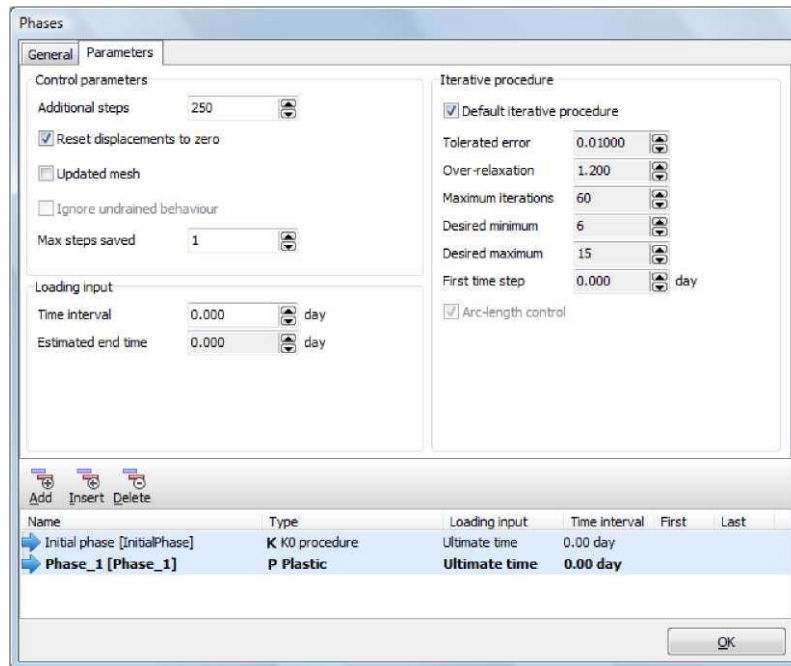 Phases
General Parameters
Control parameters
Additional steps 250
Reset displacements to zero
Updated mesh
Ignore undrained behaviour
Max steps saved 1
Loading input
Time interval 0.000 day
Estimated end time 0.000 day
Iterative procedure
Default iterative procedure
Tolerated error 0.01000
Over-relaxation 1.200
Maximum iterations 60
Desired minimum 6
Desired maximum 15
First time step 0.000 day
Arc-length control
Add Insert Delete
Name Type Loading input Time interval First Last
Initial phase [InitialPhase] K K0 procedure Ultimate time 0.00 day
Phase_1 [Phase_1] P Plastic Ultimate time 0.00 day
OK